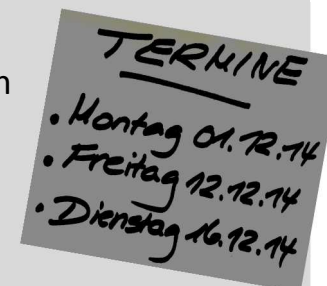 n
TERMINE
• Montag 01.12.14
• Freitag 12.12.14
• Dienstag 16.12.14